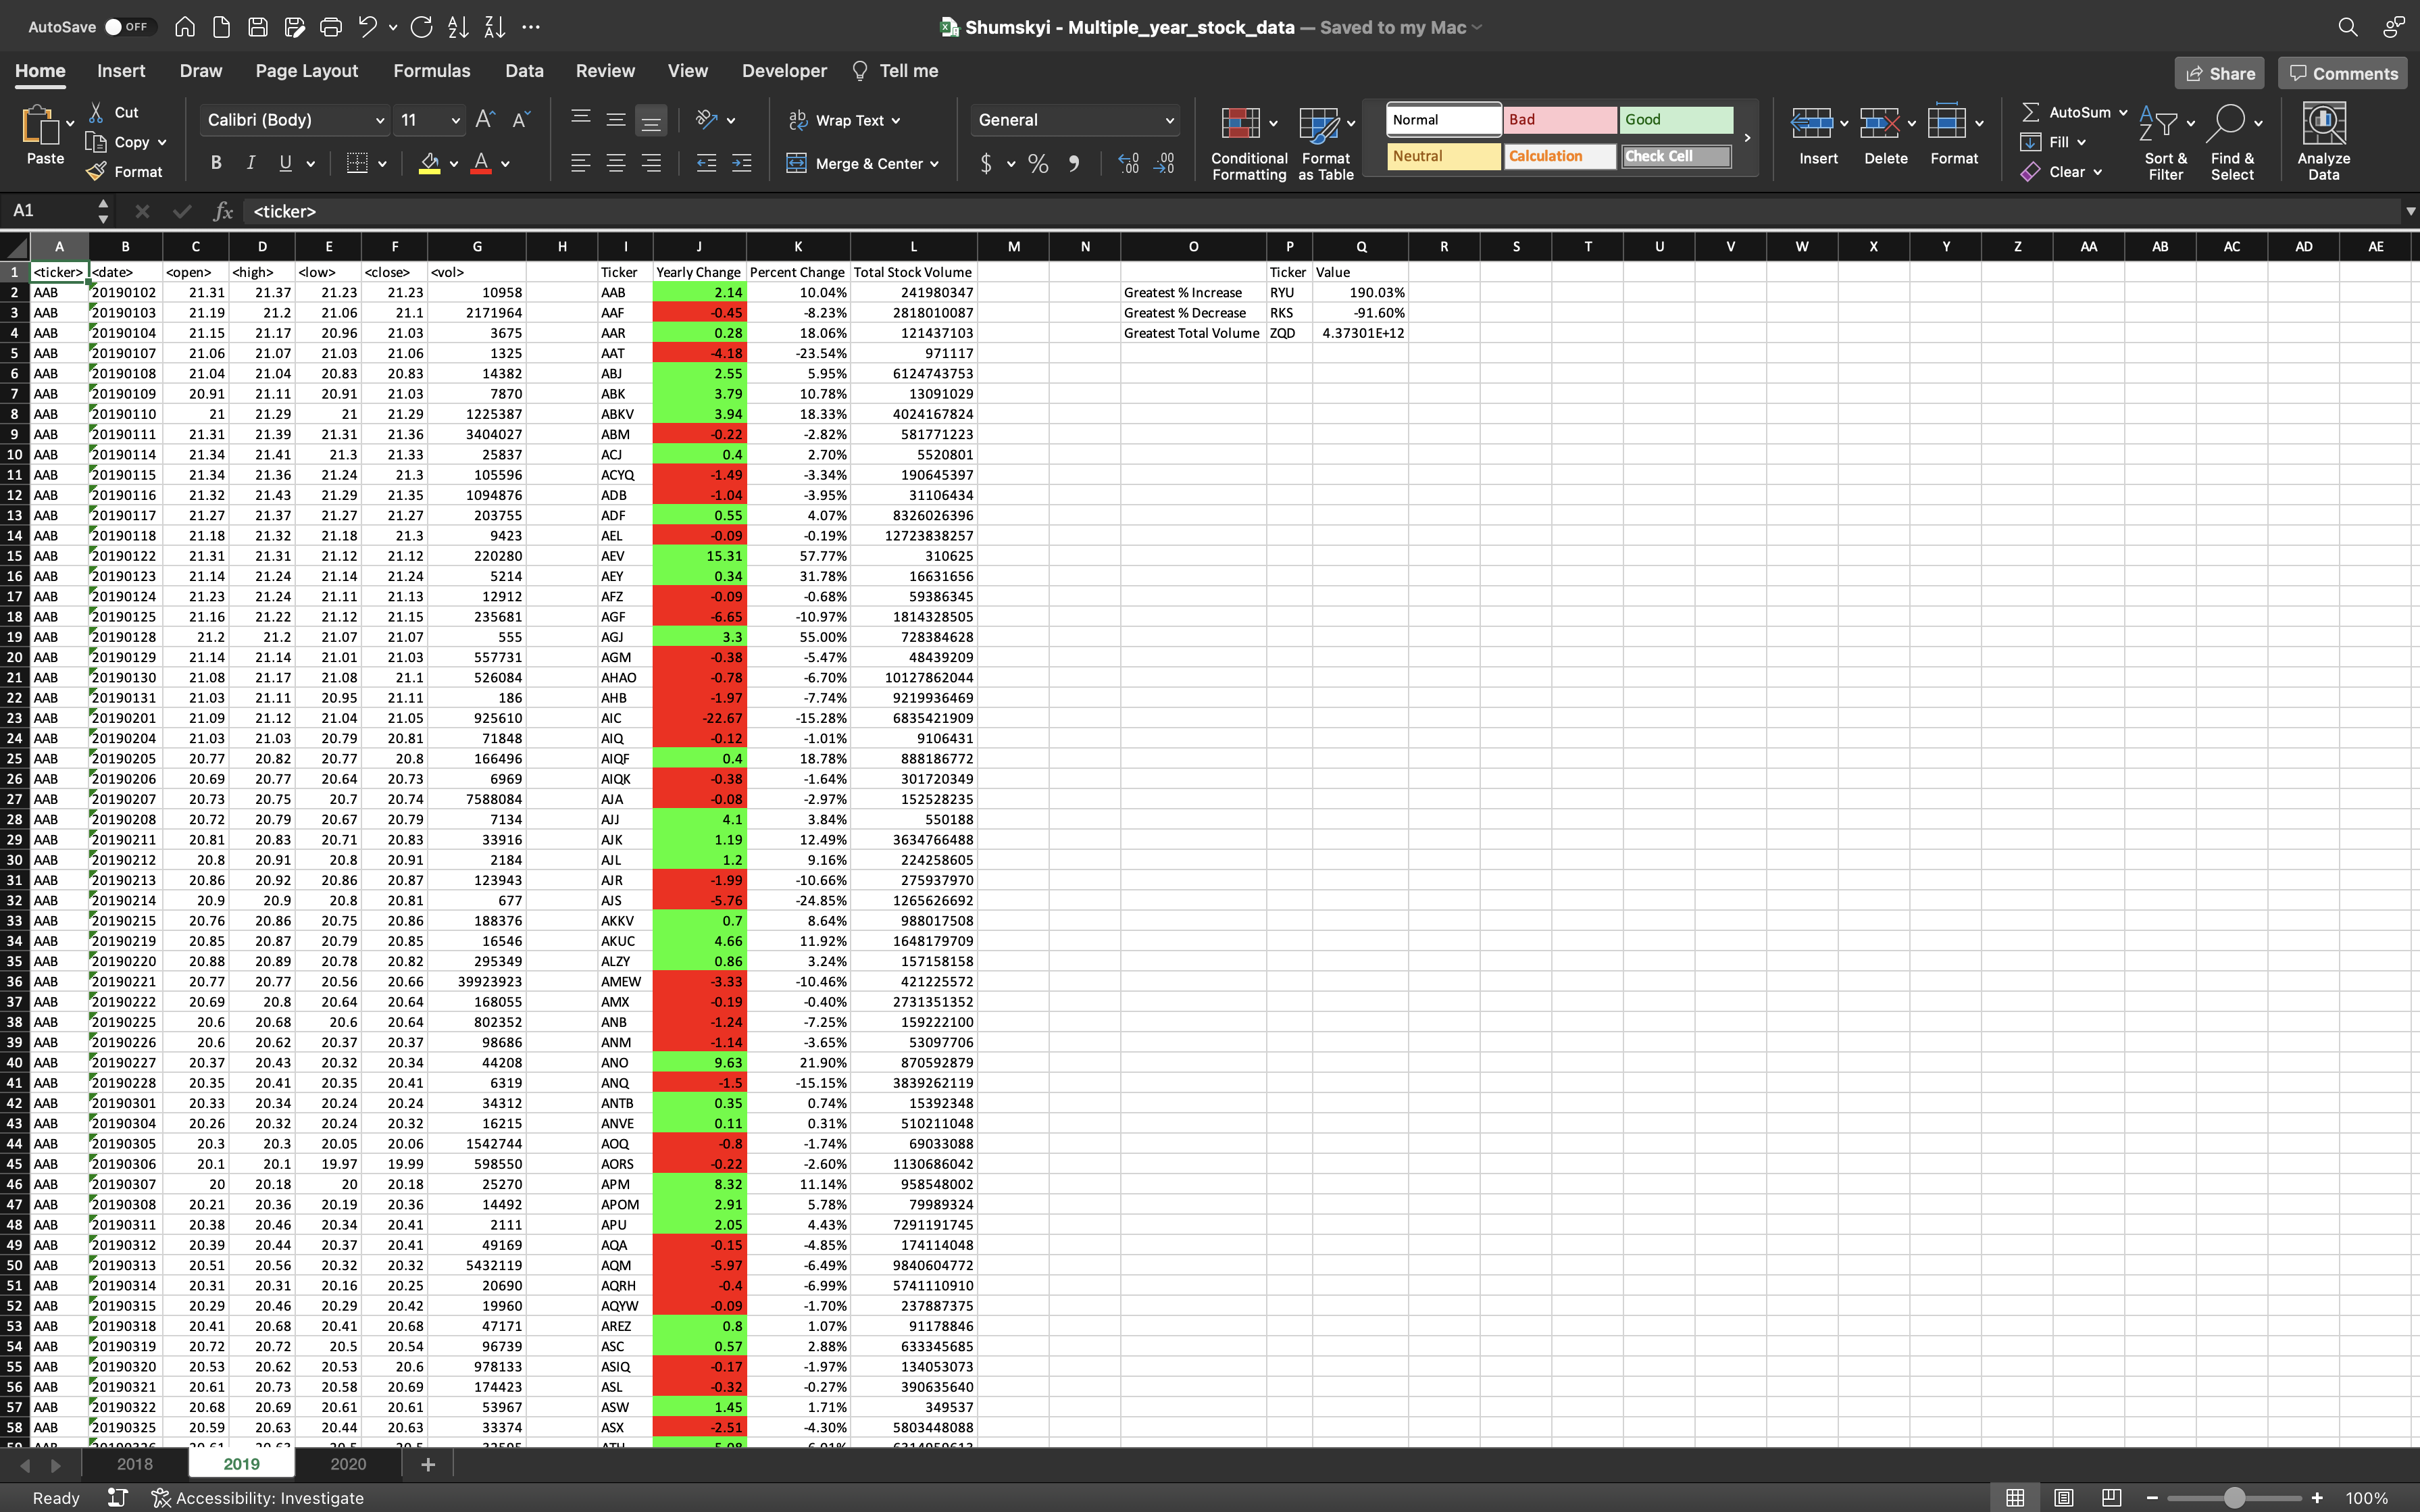 AutoSave OFF
Shumskyi - Multiple_year_stock_data — Saved to my Mac
Home Insert Draw Page Layout Formulas Data Review View Developer Tell me Share Comments
Paste Cut Copy Format
Calibri (Body) 11 A^ A˅
B I U A
ab c Wrap Text
Merge & Center
General
$ % 9 .0 .00 .00 .0
Conditional Formatting
Format as Table
Normal Bad Good
Neutral Calculation Check Cell
Insert Delete Format
AutoSum
Fill
Clear
Sort & Filter
Find & Select
Analyze Data
A1 fx <ticker>
A B C D E F G H I J K L M N O P Q R S T U V W X Y Z AA AB AC AD AE
1 <ticker> <date> <open> <high> <low> <close> <vol> Ticker Yearly Change Percent Change Total Stock Volume Ticker Value
2 AAB 20190102 21.31 21.37 21.23 21.23 10958 AAB 2.14 10.04% 241980347 Greatest % Increase RYU 190.03%
3 AAB 20190103 21.19 21.2 21.06 21.1 2171964 AAF -0.45 -8.23% 2818010087 Greatest % Decrease RKS -91.60%
4 AAB 20190104 21.15 21.17 20.96 21.03 3675 AAR 0.28 18.06% 121437103 Greatest Total Volume ZQD 4.37301E+12
5 AAB 20190107 21.06 21.07 21.03 21.06 1325 AAT -4.18 -23.54% 971117
6 AAB 20190108 21.04 21.04 20.83 20.83 14382 ABJ 2.55 5.95% 6124743753
7 AAB 20190109 20.91 21.11 20.91 21.03 7870 ABK 3.79 10.78% 13091029
8 AAB 20190110 21 21.29 21 21.29 1225387 ABKV 3.94 18.33% 4024167824
9 AAB 20190111 21.31 21.39 21.31 21.36 3404027 ABM -0.22 -2.82% 581771223
10 AAB 20190114 21.34 21.41 21.3 21.33 25837 ACJ 0.4 2.70% 5520801
11 AAB 20190115 21.34 21.36 21.24 21.3 105596 ACYQ -1.49 -3.34% 190645397
12 AAB 20190116 21.32 21.43 21.29 21.35 1094876 ADB -1.04 -3.95% 31106434
13 AAB 20190117 21.27 21.37 21.27 21.27 203755 ADF 0.55 4.07% 8326026396
14 AAB 20190118 21.18 21.32 21.18 21.3 9423 AEL -0.09 -0.19% 12723838257
15 AAB 20190122 21.31 21.31 21.12 21.12 220280 AEV 15.31 57.77% 310625
16 AAB 20190123 21.14 21.24 21.14 21.24 5214 AEY 0.34 31.78% 16631656
17 AAB 20190124 21.23 21.24 21.11 21.13 12912 AFZ -0.09 -0.68% 59386345
18 AAB 20190125 21.16 21.22 21.12 21.15 235681 AGF -6.65 -10.97% 1814328505
19 AAB 20190128 21.2 21.2 21.07 21.07 555 AGJ 3.3 55.00% 728384628
20 AAB 20190129 21.14 21.14 21.01 21.03 557731 AGM -0.38 -5.47% 48439209
21 AAB 20190130 21.08 21.17 21.08 21.1 526084 AHAO -0.78 -6.70% 10127862044
22 AAB 20190131 21.03 21.11 20.95 21.11 186 AHB -1.97 -7.74% 9219936469
23 AAB 20190201 21.09 21.12 21.04 21.05 925610 AIC -22.67 -15.28% 6835421909
24 AAB 20190204 21.03 21.03 20.79 20.81 71848 AIQ -0.12 -1.01% 9106431
25 AAB 20190205 20.77 20.82 20.77 20.8 166496 AIQF 0.4 18.78% 888186772
26 AAB 20190206 20.69 20.77 20.64 20.73 6969 AIQK -0.38 -1.64% 301720349
27 AAB 20190207 20.73 20.75 20.7 20.74 7588084 AJA -0.08 -2.97% 152528235
28 AAB 20190208 20.72 20.79 20.67 20.79 7134 AJJ 4.1 3.84% 550188
29 AAB 20190211 20.81 20.83 20.71 20.83 33916 AJK 1.19 12.49% 3634766488
30 AAB 20190212 20.8 20.91 20.8 20.91 2184 AJL 1.2 9.16% 224258605
31 AAB 20190213 20.86 20.92 20.86 20.87 123943 AJR -1.99 -10.66% 275937970
32 AAB 20190214 20.9 20.9 20.8 20.81 677 AJS -5.76 -24.85% 1265626692
33 AAB 20190215 20.76 20.86 20.75 20.86 188376 AKKV 0.7 8.64% 988017508
34 AAB 20190219 20.85 20.87 20.79 20.85 16546 AKUC 4.66 11.92% 1648179709
35 AAB 20190220 20.88 20.89 20.78 20.82 295349 ALZY 0.86 3.24% 157158158
36 AAB 20190221 20.77 20.77 20.56 20.66 39923923 AMEW -3.33 -10.46% 421225572
37 AAB 20190222 20.69 20.8 20.64 20.64 168055 AMX -0.19 -0.40% 2731351352
38 AAB 20190225 20.6 20.68 20.6 20.64 802352 ANB -1.24 -7.25% 159222100
39 AAB 20190226 20.6 20.62 20.37 20.37 98686 ANM -1.14 -3.65% 53097706
40 AAB 20190227 20.37 20.43 20.32 20.34 44208 ANO 9.63 21.90% 870592879
41 AAB 20190228 20.35 20.41 20.35 20.41 6319 ANQ -1.5 -15.15% 3839262119
42 AAB 20190301 20.33 20.34 20.24 20.24 34312 ANTB 0.35 0.74% 15392348
43 AAB 20190304 20.26 20.32 20.24 20.32 16215 ANVE 0.11 0.31% 510211048
44 AAB 20190305 20.3 20.3 20.05 20.06 1542744 AOQ -0.8 -1.74% 69033088
45 AAB 20190306 20.1 20.1 19.97 19.99 598550 AORS -0.22 -2.60% 1130686042
46 AAB 20190307 20 20.18 20 20.18 25270 APM 8.32 11.14% 958548002
47 AAB 20190308 20.21 20.36 20.19 20.36 14492 APOM 2.91 5.78% 79989324
48 AAB 20190311 20.38 20.46 20.34 20.41 2111 APU 2.05 4.43% 7291191745
49 AAB 20190312 20.39 20.44 20.37 20.41 49169 AQA -0.15 -4.85% 174114048
50 AAB 20190313 20.51 20.56 20.32 20.32 5432119 AQM -5.97 -6.49% 9840604772
51 AAB 20190314 20.31 20.31 20.16 20.25 20690 AQRH -0.4 -6.99% 5741110910
52 AAB 20190315 20.29 20.46 20.29 20.42 19960 AQYW -0.09 -1.70% 237887375
53 AAB 20190318 20.41 20.68 20.41 20.68 47171 AREZ 0.8 1.07% 91178846
54 AAB 20190319 20.72 20.72 20.5 20.54 96739 ASC 0.57 2.88% 633345685
55 AAB 20190320 20.53 20.62 20.53 20.6 978133 ASIQ -0.17 -1.97% 134053073
56 AAB 20190321 20.61 20.73 20.58 20.69 174423 ASL -0.32 -0.27% 390635640
57 AAB 20190322 20.68 20.69 20.61 20.61 53967 ASW 1.45 1.71% 349537
58 AAB 20190325 20.59 20.63 20.44 20.63 33374 ASX -2.51 -4.30% 5803448088
2018 2019 2020 +
Ready Accessibility: Investigate 100%